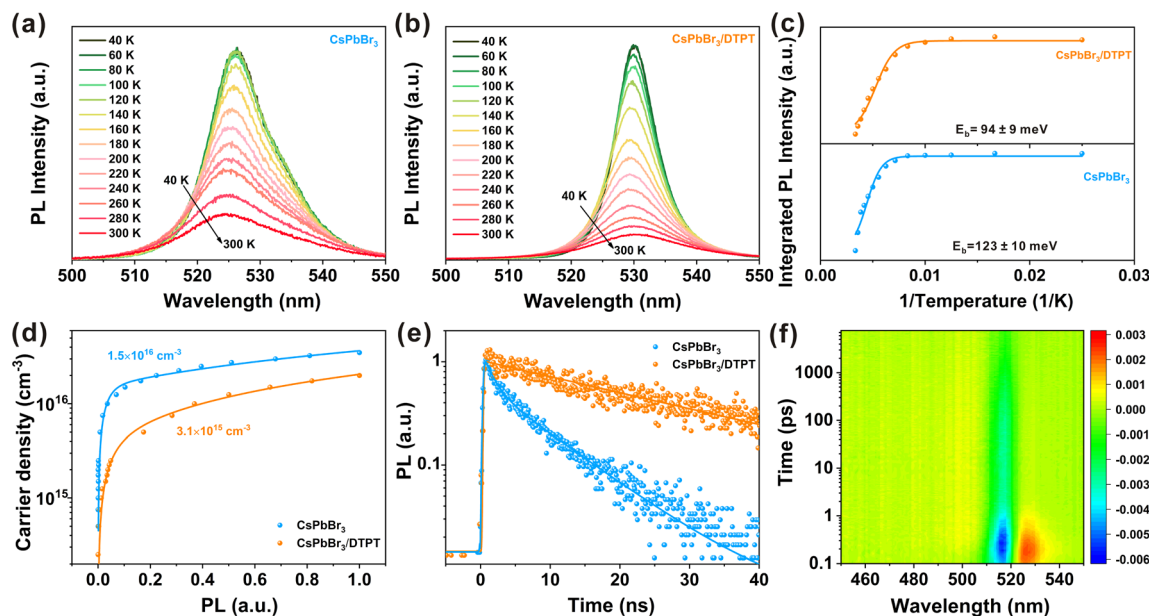 (a)
CsPbBr3
40 K
60 K
80 K
100 K
120 K
140 K
160 K
180 K
200 K
220 K
240 K
260 K
280 K
300 K
40 K
300 K
PL Intensity (a.u.)
500 510 520 530 540 550
Wavelength (nm)
(b)
CsPbBr3/DTPT
40 K
60 K
80 K
100 K
120 K
140 K
160 K
180 K
200 K
220 K
240 K
260 K
280 K
300 K
40 K
300 K
PL Intensity (a.u.)
500 510 520 530 540 550
Wavelength (nm)
(c)
CsPbBr3/DTPT
Eb= 94 ± 9 meV
CsPbBr3
Eb=123 ± 10 meV
Integrated PL Intensity (a.u.)
0.00 0.01 0.02 0.03
1/Temperature (1/K)
(d)
1.5×10^16 cm^-3
3.1×10^15 cm^-3
CsPbBr3
CsPbBr3/DTPT
10^16
10^15
Carrier density (cm^-3)
0.0 0.2 0.4 0.6 0.8 1.0
PL (a.u.)
(e)
CsPbBr3
CsPbBr3/DTPT
1
0.1
PL (a.u.)
-5 0 10 20 30 40
Time (ns)
(f)
1000
100
10
1
0.1
Time (ps)
460 480 500 520 540
Wavelength (nm)
0.003
0.002
0.001
0.000
-0.001
-0.002
-0.003
-0.004
-0.005
-0.006